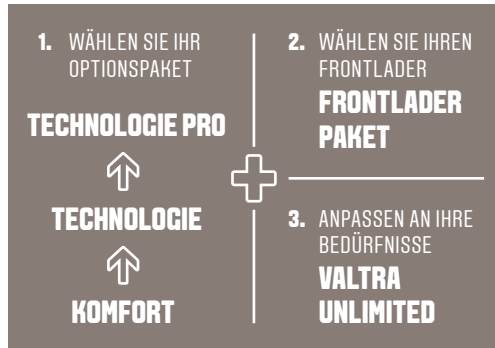 1. WÄHLEN SIE IHR
OPTIONSPAKET
TECHNOLOGIE PRO
TECHNOLOGIE
KOMFORT
2. WÄHLEN SIE IHREN
FRONTLADER
FRONTLADER
PAKET
3. ANPASSEN AN IHRE
BEDÜRFNISSE
VALTRA
UNLIMITED